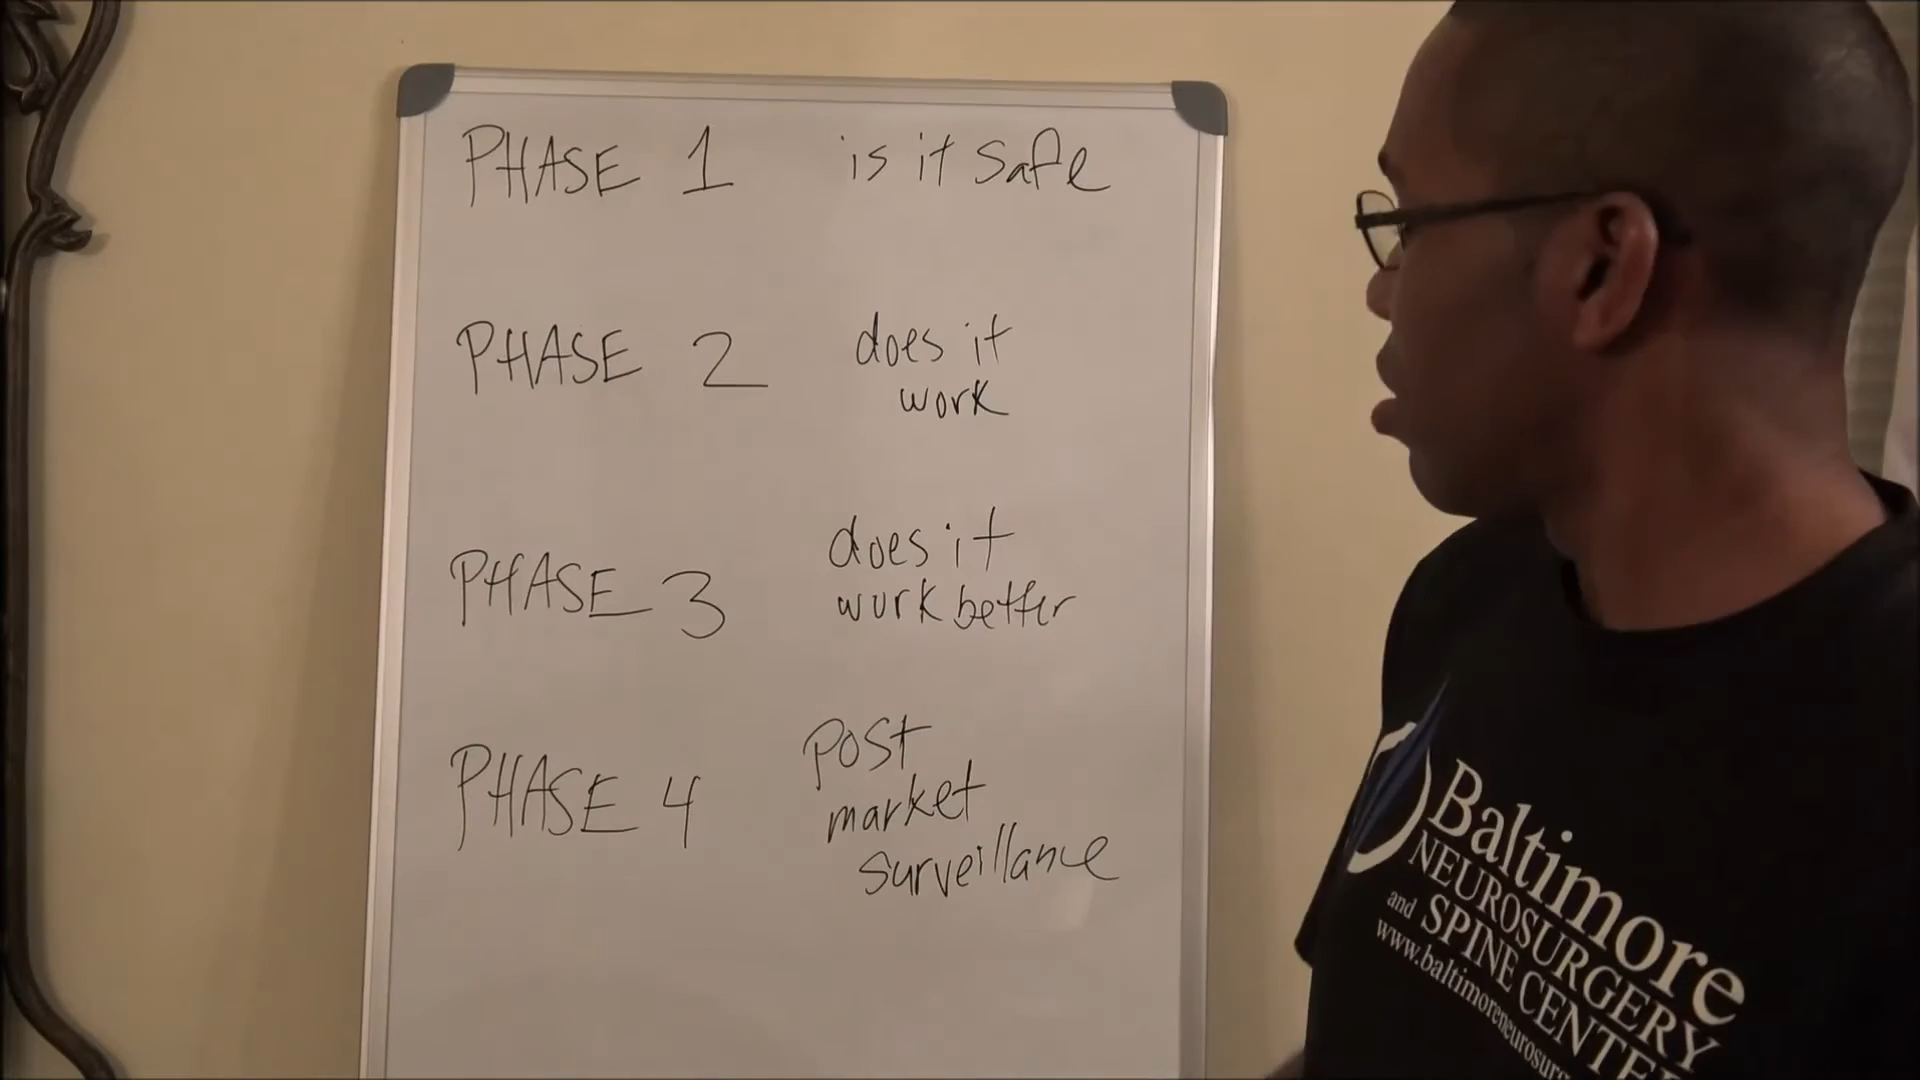 PHASE 1 is it safe
PHASE 2 does it
work
PHASE 3 does it
work better
PHASE 4 post
market
surveillance
Baltimore
NEUROSURGERY
and SPINE CENTE
www.baltimoreneurosurg